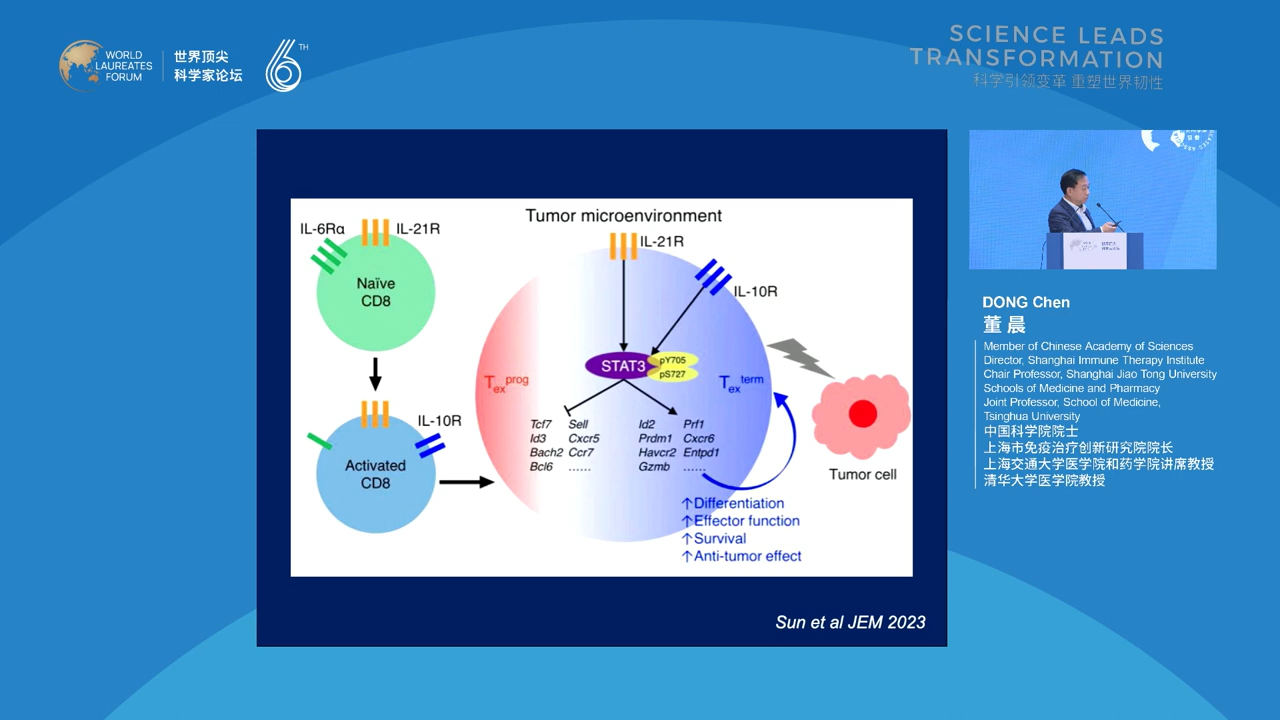 WORLD
LAUREATES
FORUM
世界顶尖
科学家论坛
6TH
SCIENCE LEADS
TRANSFORMATION
科学引领变革 重塑世界韧性
Tumor microenvironment
IL-6Rα
IL-21R
Naïve
CD8
IL-10R
Activated
CD8
IL-21R
IL-10R
STAT3
pY705
pS727
Tex prog
Tex term
Tcf7 Sell
Id3 Cxcr5
Bach2 Ccr7
Bcl6 ......
Id2 Prf1
Prdm1 Cxcr6
Havcr2 Entpd1
Gzmb ......
Tumor cell
↑Differentiation
↑Effector function
↑Survival
↑Anti-tumor effect
Sun et al JEM 2023
DONG Chen
董 晨
Member of Chinese Academy of Sciences
Director, Shanghai Immune Therapy Institute
Chair Professor, Shanghai Jiao Tong University
Schools of Medicine and Pharmacy
Joint Professor, School of Medicine,
Tsinghua University
中国科学院院士
上海市免疫治疗创新研究院院长
上海交通大学医学院和药学院讲席教授
清华大学医学院教授